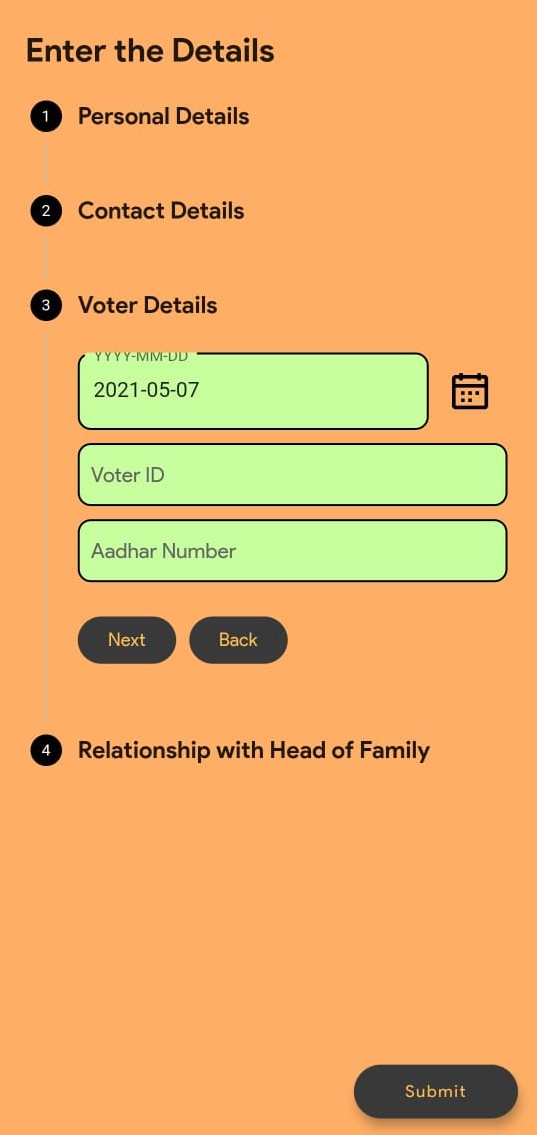 Enter the Details
1 Personal Details
2 Contact Details
3 Voter Details
YYYY-MM-DD
2021-05-07
Voter ID
Aadhar Number
Next Back
4 Relationship with Head of Family
Submit